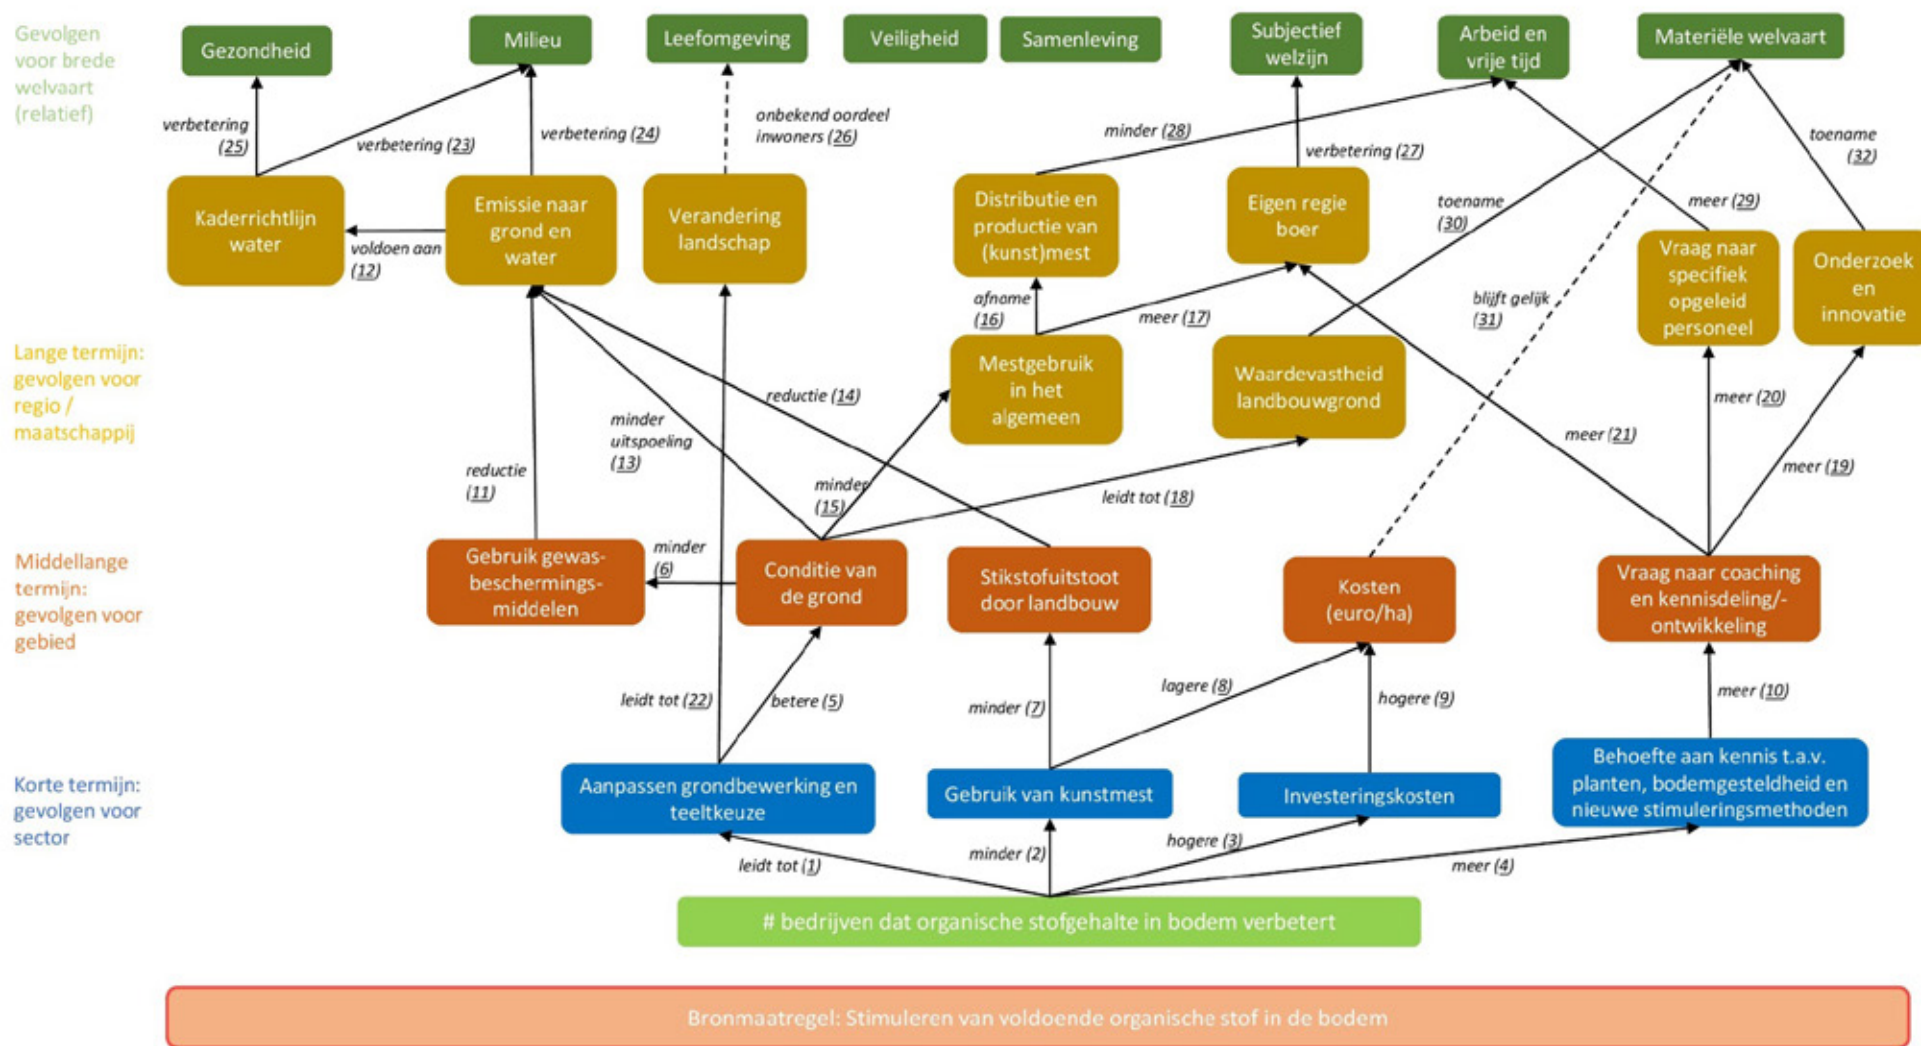 Gevolgen
voor brede
welvaart
(relatief)
Gezondheid
Milieu
Leefomgeving
Veiligheid
Samenleving
Subjectief
welzijn
Arbeid en
vrije tijd
Materiële welvaart
verbetering
(25)
verbetering (23)
verbetering (24)
onbekend oordeel
inwoners (26)
minder (28)
verbetering (27)
toename
(30)
meer (29)
toename
(32)
Kaderrichtlijn
water
voldoen aan
(12)
Emissie naar
grond en
water
Verandering
landschap
Distributie en
productie van
(kunst)mest
Eigen regie
boer
Vraag naar
specifiek
opgeleid
personeel
Onderzoek
en
innovatie
afname
(16)
meer (17)
blijft gelijk
(31)
Lange termijn:
gevolgen voor
regio /
maatschappij
Mestgebruik
in het
algemeen
Waardevastheid
landbouwgrond
reductie
(11)
minder
uitspoeling
(13)
reductie (14)
minder
(15)
leidt tot (18)
meer (21)
meer (20)
meer (19)
Middellange
termijn:
gevolgen voor
gebied
Gebruik gewas-
beschermings-
middelen
minder
(6)
Conditie van
de grond
Stikstofuitstoot
door landbouw
Kosten
(euro/ha)
Vraag naar coaching
en kennisdeling/-
ontwikkeling
leidt tot (22)
betere (5)
minder (7)
lagere (8)
hogere (9)
meer (10)
Korte termijn:
gevolgen voor
sector
Aanpassen grondbewerking en
teeltkeuze
Gebruik van kunstmest
Investeringskosten
Behoefte aan kennis t.a.v.
planten, bodemgesteldheid en
nieuwe stimuleringsmethoden
leidt tot (1)
minder (2)
hogere (3)
meer (4)
# bedrijven dat organische stofgehalte in bodem verbetert
Bronmaatregel: Stimuleren van voldoende organische stof in de bodem